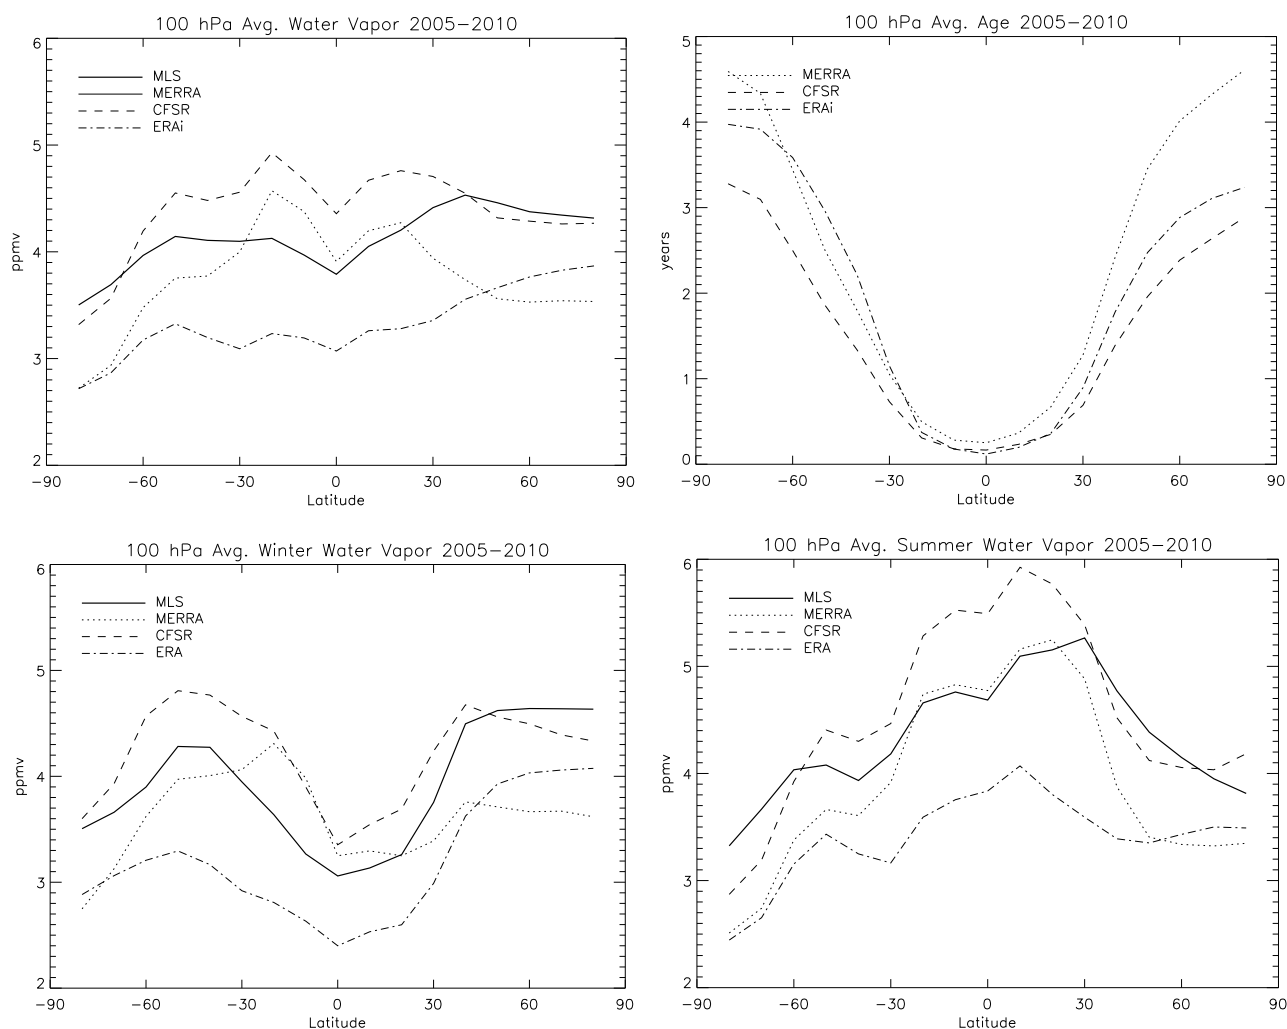 100 hPa Avg. Water Vapor 2005−2010
6
5
4
3
2
ppmv
MLS
MERRA
CFSR
ERAi
−90 −60 −30 0 30 60 90
Latitude
100 hPa Avg. Age 2005−2010
5
4
3
2
1
0
years
MERRA
CFSR
ERAi
−90 −60 −30 0 30 60 90
Latitude
100 hPa Avg. Winter Water Vapor 2005−2010
6
5
4
3
2
ppmv
MLS
MERRA
CFSR
ERA
−90 −60 −30 0 30 60 90
Latitude
100 hPa Avg. Summer Water Vapor 2005−2010
6
5
4
3
2
ppmv
MLS
MERRA
CFSR
ERA
−90 −60 −30 0 30 60 90
Latitude